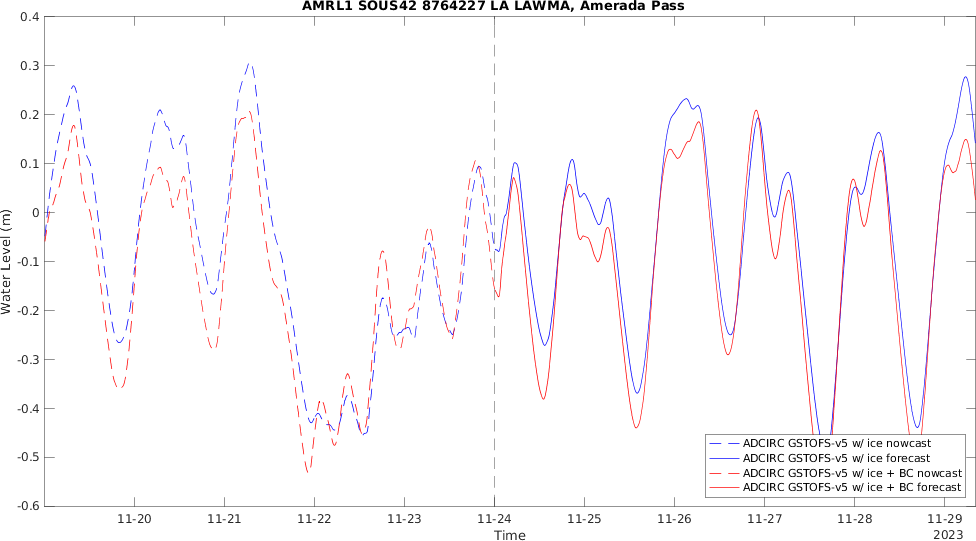 AMRL1 SOUS42 8764227 LA LAWMA, Amerada Pass
0.4
0.3
0.2
0.1
0
-0.1
-0.2
-0.3
-0.4
-0.5
-0.6
Water Level (m)
ADCIRC GSTOFS-v5 w/ ice nowcast
ADCIRC GSTOFS-v5 w/ ice forecast
ADCIRC GSTOFS-v5 w/ ice + BC nowcast
ADCIRC GSTOFS-v5 w/ ice + BC forecast
11-20 11-21 11-22 11-23 11-24 11-25 11-26 11-27 11-28 11-29
Time 2023